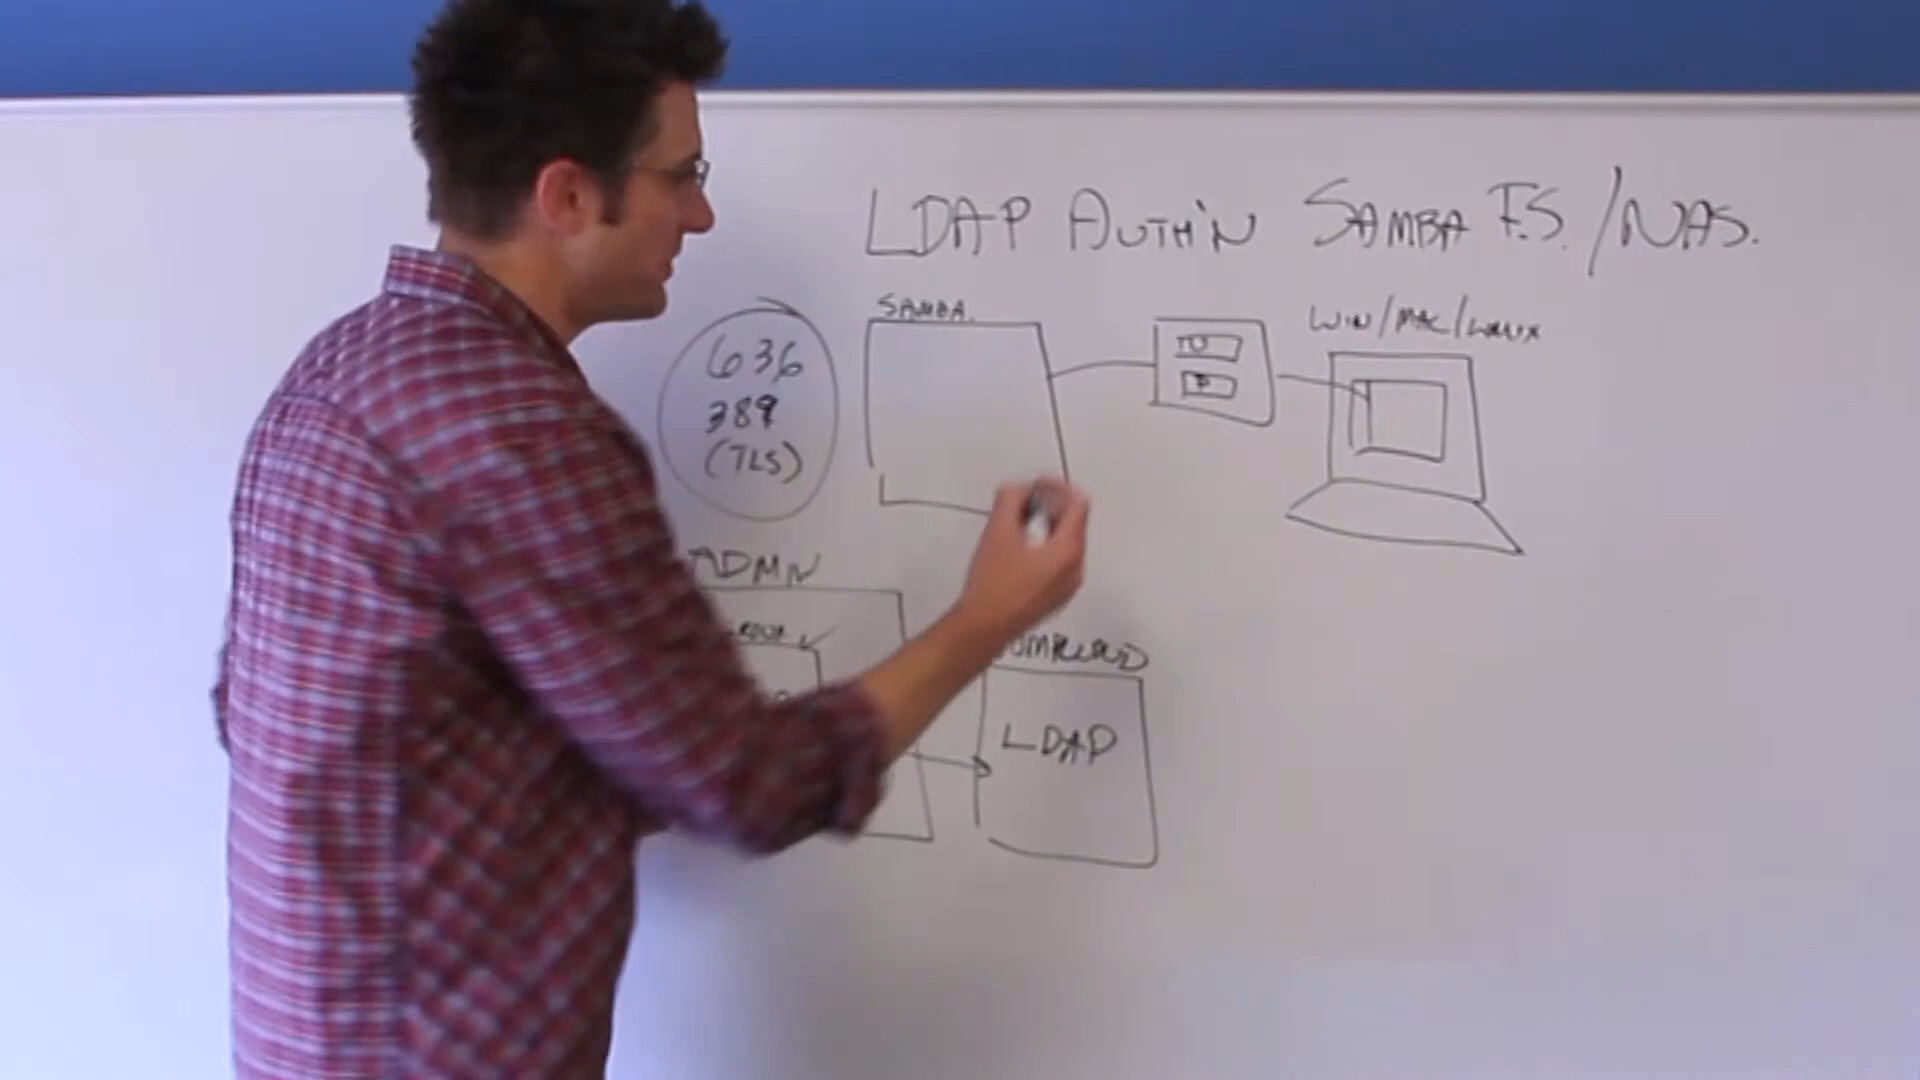 LDAP AUTH'N SAMBA F.S. / NAS.
SAMBA.
WIN/MAC/LINUX
636
389
(TLS)
U
P
ADMIN
LDAP